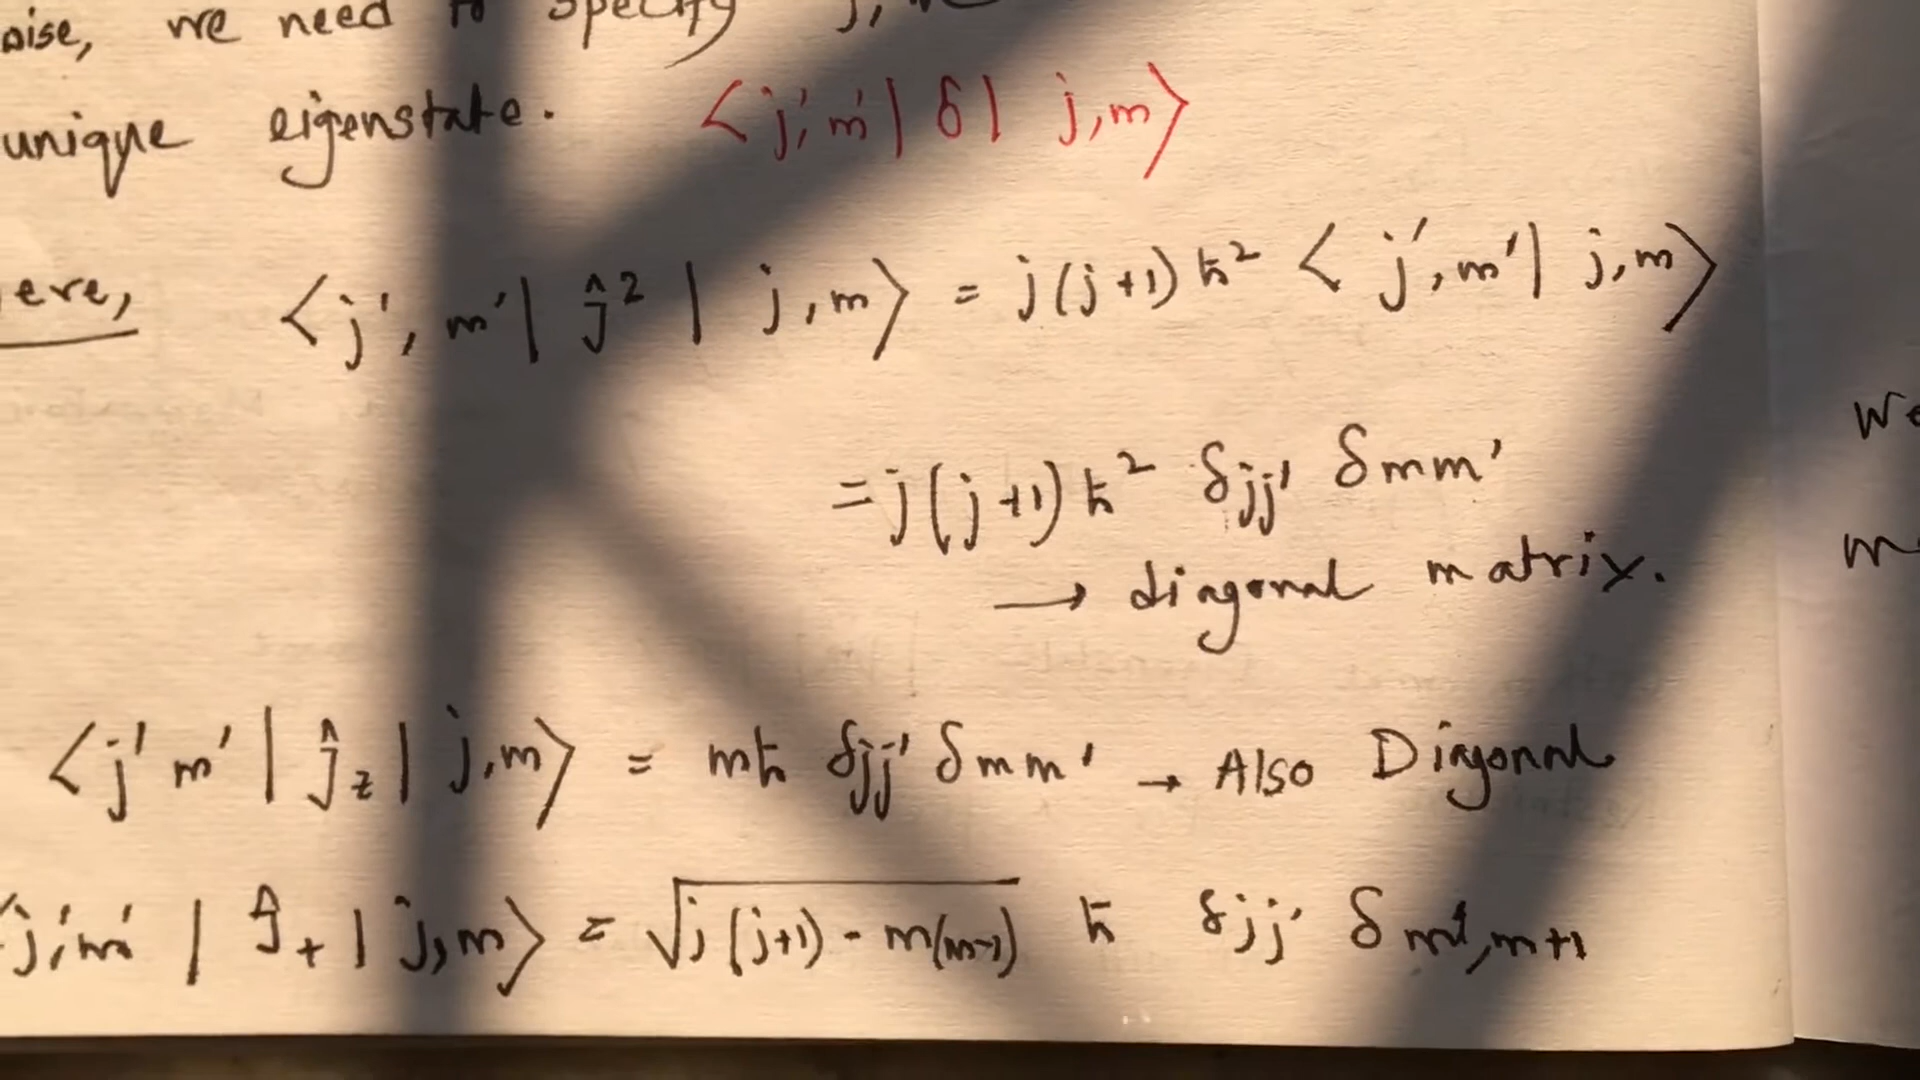 we need to specify j,
unique eigenstate. <j',m'| ô | j,m>
ere, <j', m'| ĵ² | j,m> = j(j+1)ħ² <j',m'| j,m>
= j(j+1)ħ² δjj' δmm'
→ diagonal matrix.
<j' m' | ĵz | j,m> = mħ δjj' δmm' → Also Diagonal
<j',m' | Ĵ+ | j,m> = √(j(j+1) - m(m-1)) ħ δjj' δm',m+1